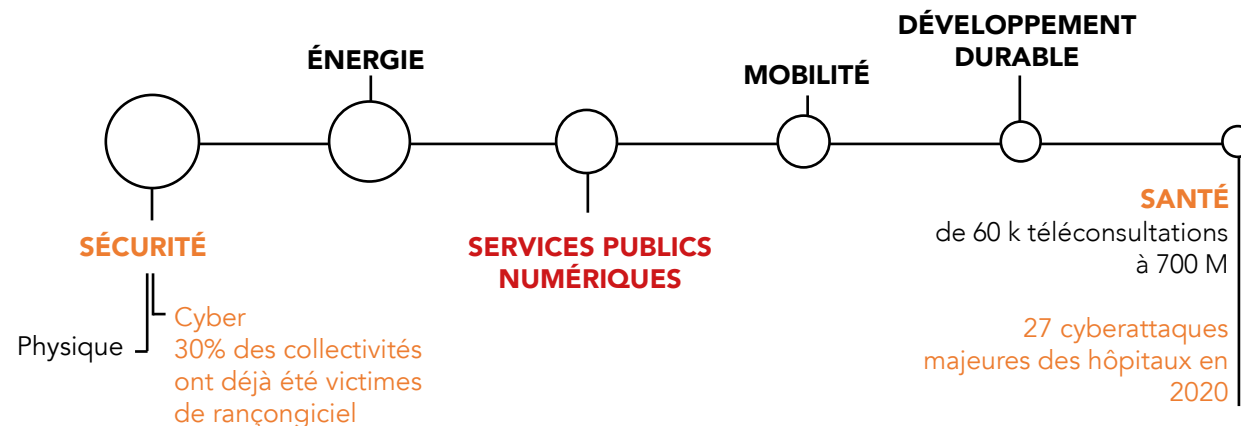 SÉCURITÉ
Physique
Cyber
30% des collectivités
ont déjà été victimes
de rançongiciel
ÉNERGIE
SERVICES PUBLICS
NUMÉRIQUES
MOBILITÉ
DÉVELOPPEMENT
DURABLE
SANTÉ
de 60 k téléconsultations
à 700 M
27 cyberattaques
majeures des hôpitaux en
2020